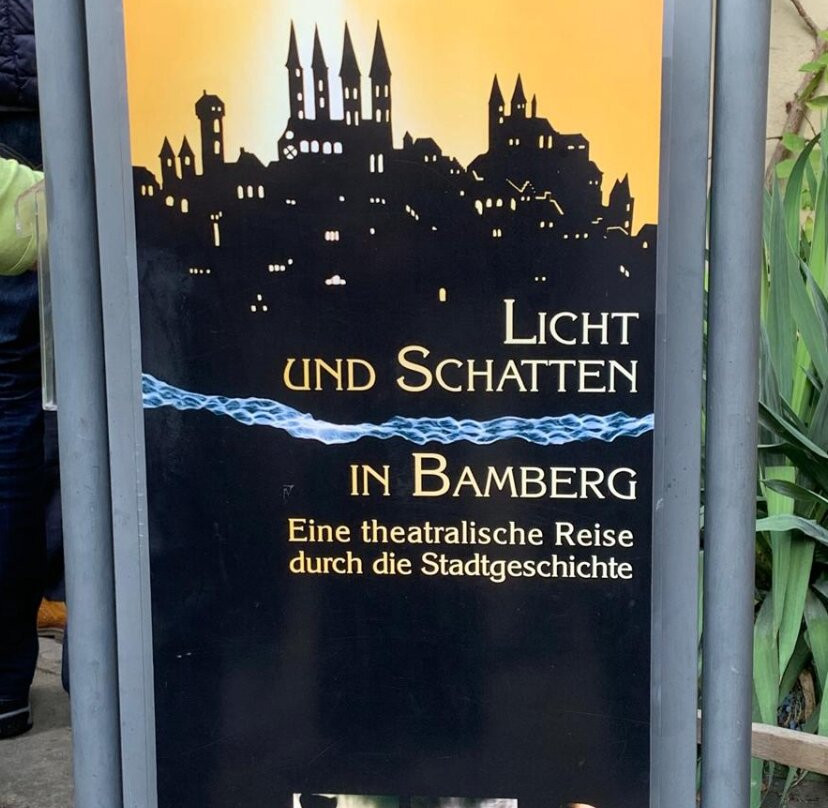 LICHT
UND SCHATTEN
IN BAMBERG
Eine theatralische Reise
durch die Stadtgeschichte